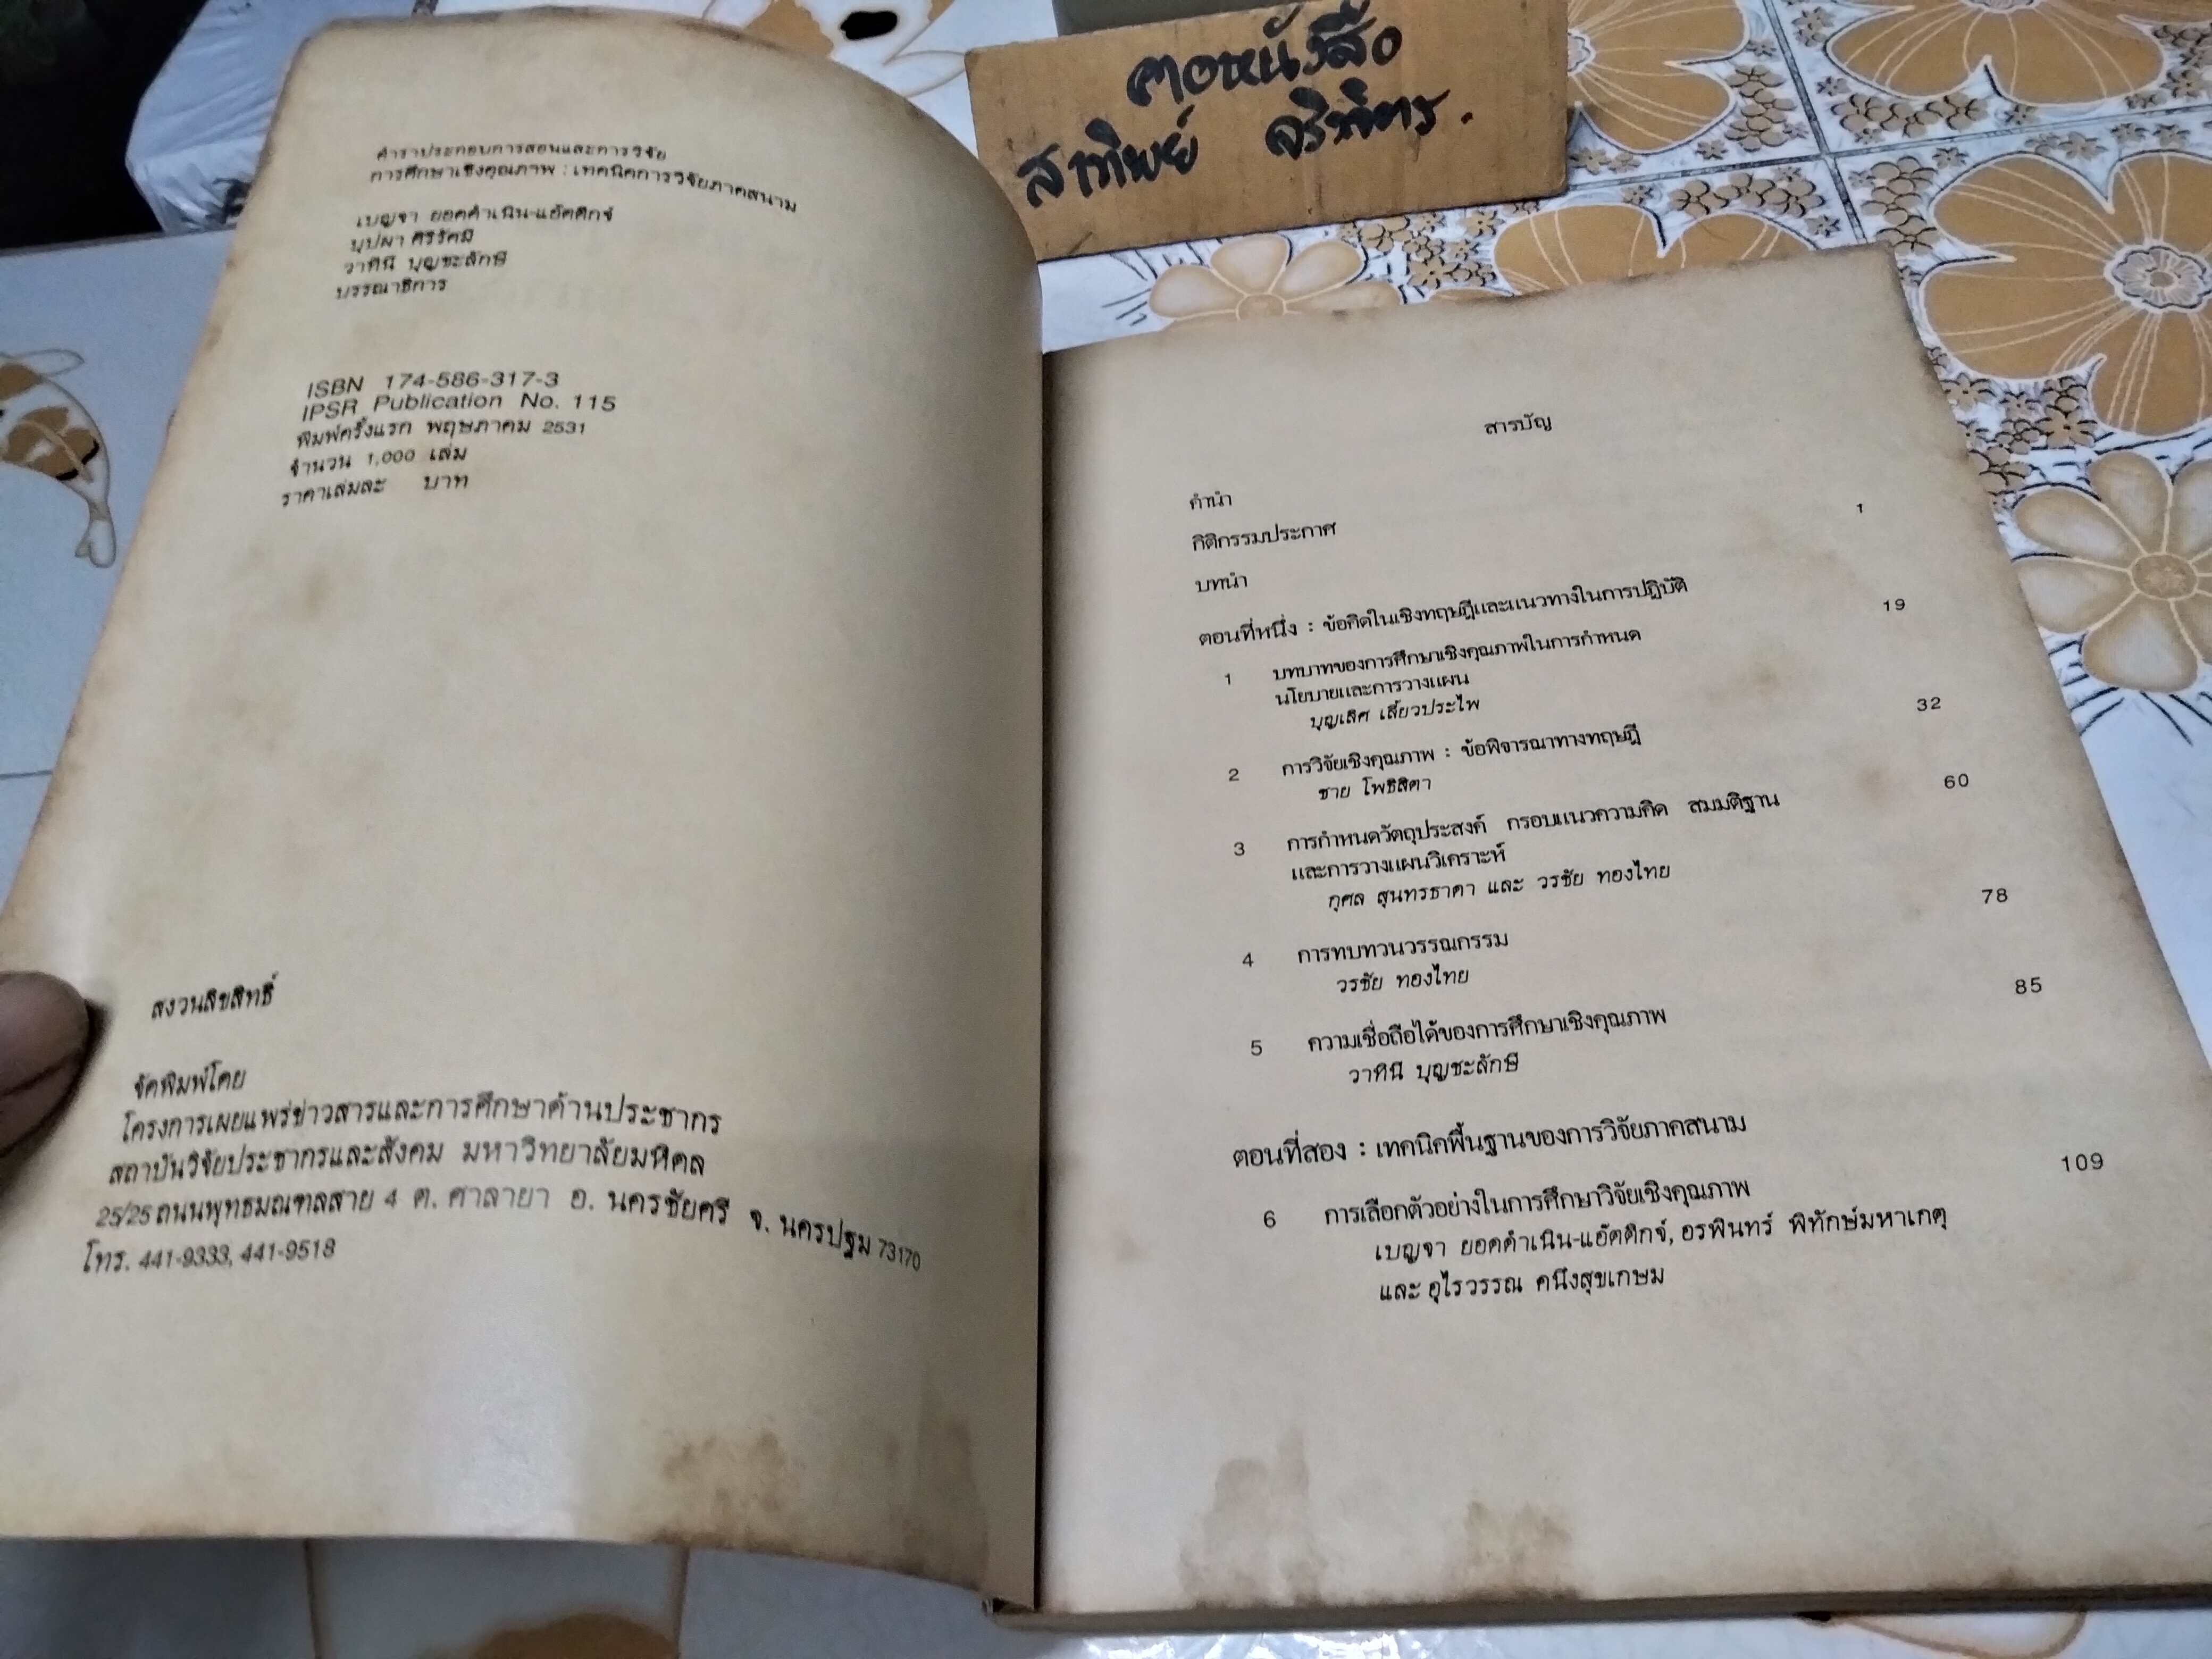 คอหนังสือ
สาทิพย์ จริพิตร.
ตำราประกอบการสอนและการวิจัย
การศึกษาเชิงคุณภาพ : เทคนิคการวิจัยภาคสนาม
เบญจา ยอดดำเนิน-แอ๊ตติกจ์
บุปผา ศิริรัศมี
วาทินี บุญชะลักษี
บรรณาธิการ
ISBN 174-586-317-3
IPSR Publication No. 115
พิมพ์ครั้งแรก พฤษภาคม 2531
จำนวน 1,000 เล่ม
ราคาเล่มละ บาท
สงวนลิขสิทธิ์
จัดพิมพ์โดย
โครงการเผยแพร่ข่าวสารและการศึกษาด้านประชากร
สถาบันวิจัยประชากรและสังคม มหาวิทยาลัยมหิดล
25/25 ถนนพุทธมณฑลสาย 4 ต. ศาลายา อ. นครชัยศรี จ. นครปฐม 73170
โทร. 441-9333, 441-9518
สารบัญ
คำนำ
กิติกรรมประกาศ
บทนำ 1
ตอนที่หนึ่ง : ข้อคิดในเชิงทฤษฎีและแนวทางในการปฏิบัติ
1 บทบาทของการศึกษาเชิงคุณภาพในการกำหนด 19
นโยบายและการวางแผน
บุญเลิศ เลี้ยวประไพ
2 การวิจัยเชิงคุณภาพ : ข้อพิจารณาทางทฤษฎี 32
ชาย โพธิสิตา
3 การกำหนดวัตถุประสงค์ กรอบแนวความคิด สมมติฐาน 60
และการวางแผนวิเคราะห์
กุศล สุนทรธาดา และ วรชัย ทองไทย
4 การทบทวนวรรณกรรม 78
วรชัย ทองไทย
5 ความเชื่อถือได้ของการศึกษาเชิงคุณภาพ 85
วาทินี บุญชะลักษี
ตอนที่สอง : เทคนิคพื้นฐานของการวิจัยภาคสนาม
6 การเลือกตัวอย่างในการศึกษาวิจัยเชิงคุณภาพ 109
เบญจา ยอดดำเนิน-แอ๊ตติกจ์, อรพินทร์ พิทักษ์มหาเกตุ
และ อุไรวรรณ คนึงสุขเกษม